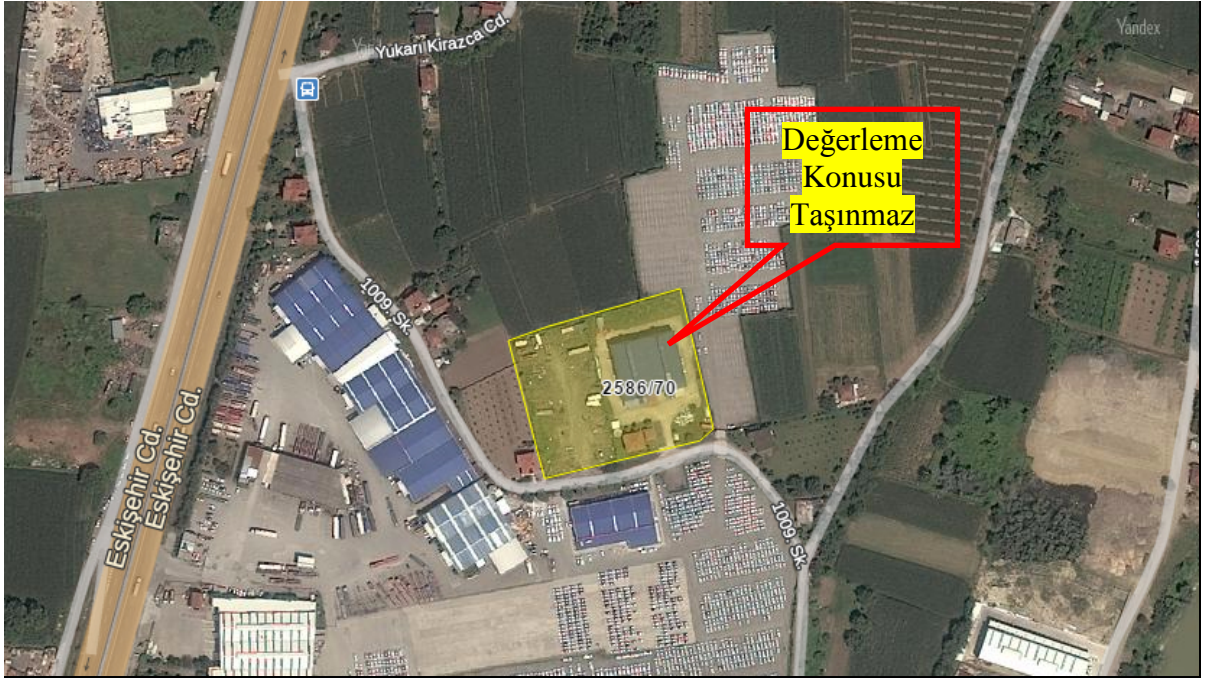 Yandex
Yukarı Kirazca Cd.
Değerleme
Konusu
Taşınmaz
1009. Sk.
2586/70
Eskişehir Cd.
Eskişehir Cd.
1009. Sk.